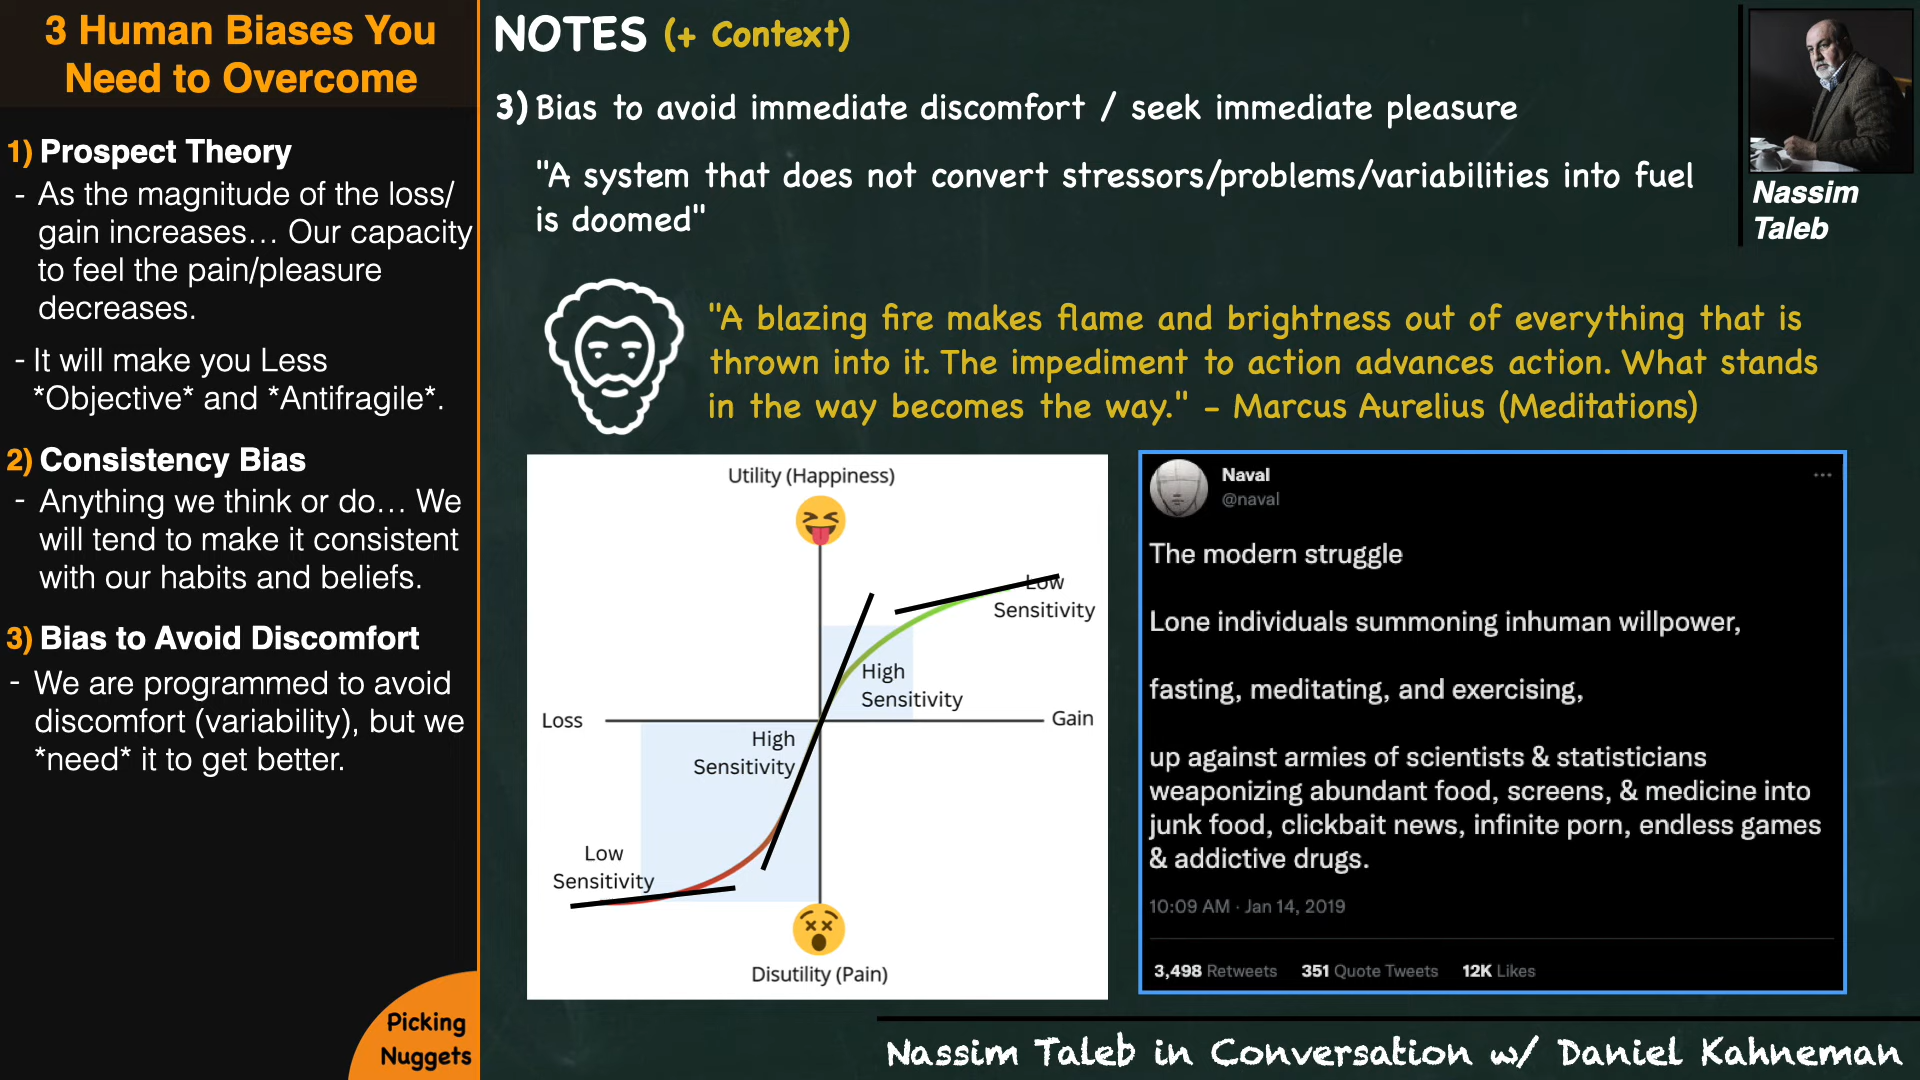 3 Human Biases You
Need to Overcome
1) Prospect Theory
- As the magnitude of the loss/
gain increases... Our capacity
to feel the pain/pleasure
decreases.
- It will make you Less
*Objective* and *Antifragile*.
2) Consistency Bias
- Anything we think or do... We
will tend to make it consistent
with our habits and beliefs.
3) Bias to Avoid Discomfort
- We are programmed to avoid
discomfort (variability), but we
*need* it to get better.
Picking
Nuggets
NOTES (+ Context)
3) Bias to avoid immediate discomfort / seek immediate pleasure
"A system that does not convert stressors/problems/variabilities into fuel
is doomed"
Nassim
Taleb
"A blazing fire makes flame and brightness out of everything that is
thrown into it. The impediment to action advances action. What stands
in the way becomes the way." - Marcus Aurelius (Meditations)
Utility (Happiness)
Low
Sensitivity
High
Sensitivity
Loss
Gain
High
Sensitivity
Low
Sensitivity
Disutility (Pain)
Naval
@naval
The modern struggle
Lone individuals summoning inhuman willpower,
fasting, meditating, and exercising,
up against armies of scientists & statisticians
weaponizing abundant food, screens, & medicine into
junk food, clickbait news, infinite porn, endless games
& addictive drugs.
10:09 AM · Jan 14, 2019
3,498 Retweets 351 Quote Tweets 12K Likes
Nassim Taleb in Conversation w/ Daniel Kahneman